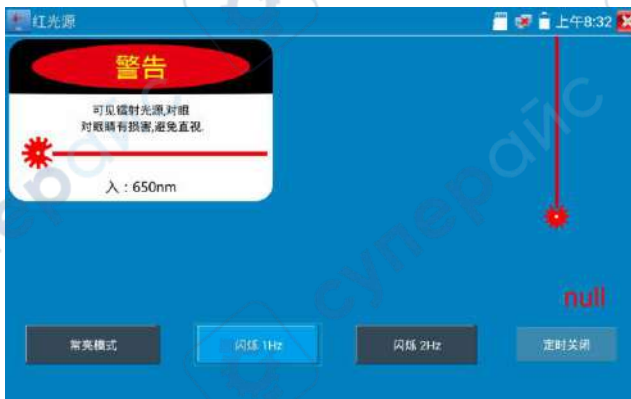 红光源
上午8:32
警告
可见镭射光源,对眼
对眼睛有损害,避免直视.
入：650nm
null
常亮模式
闪烁 1Hz
闪烁 2Hz
定时关闭
суперайс